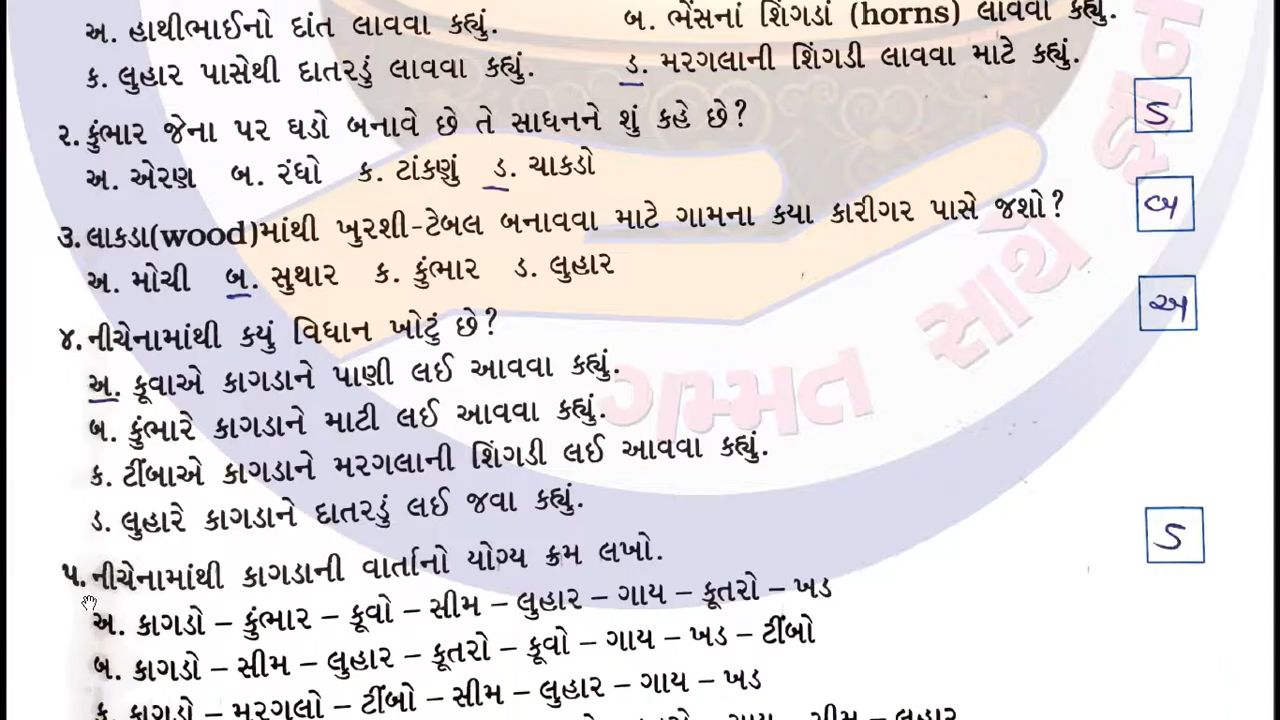 અ. હાથીભાઈનો દાંત લાવવા કહ્યું. બ. ભેંસનાં શિંગડાં (horns) લાવવા કહ્યું.
ક. લુહાર પાસેથી દાતરડું લાવવા કહ્યું. ડ. મરગલાની શિંગડી લાવવા માટે કહ્યું.
૨. કુંભાર જેના પર ઘડો બનાવે છે તે સાધનને શું કહે છે? ડ
અ. એરણ બ. રંધો ક. ટાંકણું ડ. ચાકડો
૩. લાકડા(wood)માંથી ખુરશી-ટેબલ બનાવવા માટે ગામના કયા કારીગર પાસે જશો? બ
અ. મોચી બ. સુથાર ક. કુંભાર ડ. લુહાર
૪. નીચેનામાંથી કયું વિધાન ખોટું છે? અ
અ. કૂવાએ કાગડાને પાણી લઈ આવવા કહ્યું.
બ. કુંભારે કાગડાને માટી લઈ આવવા કહ્યું.
ક. ટીંબાએ કાગડાને મરગલાની શિંગડી લઈ આવવા કહ્યું.
ડ. લુહારે કાગડાને દાતરડું લઈ જવા કહ્યું.
૫. નીચેનામાંથી કાગડાની વાર્તાનો યોગ્ય ક્રમ લખો. ડ
અ. કાગડો – કુંભાર – કૂવો – સીમ – લુહાર – ગાય – કૂતરો – ખડ
બ. કાગડો – સીમ – લુહાર – કૂતરો – કૂવો – ગાય – ખડ – ટીંબો
ક. કાગડો – મરગલો – ટીંબો – સીમ – લુહાર – ગાય – ખડ
ગાય – સીમ – લુહાર
ગમ્મત સાથે જ્ઞાન